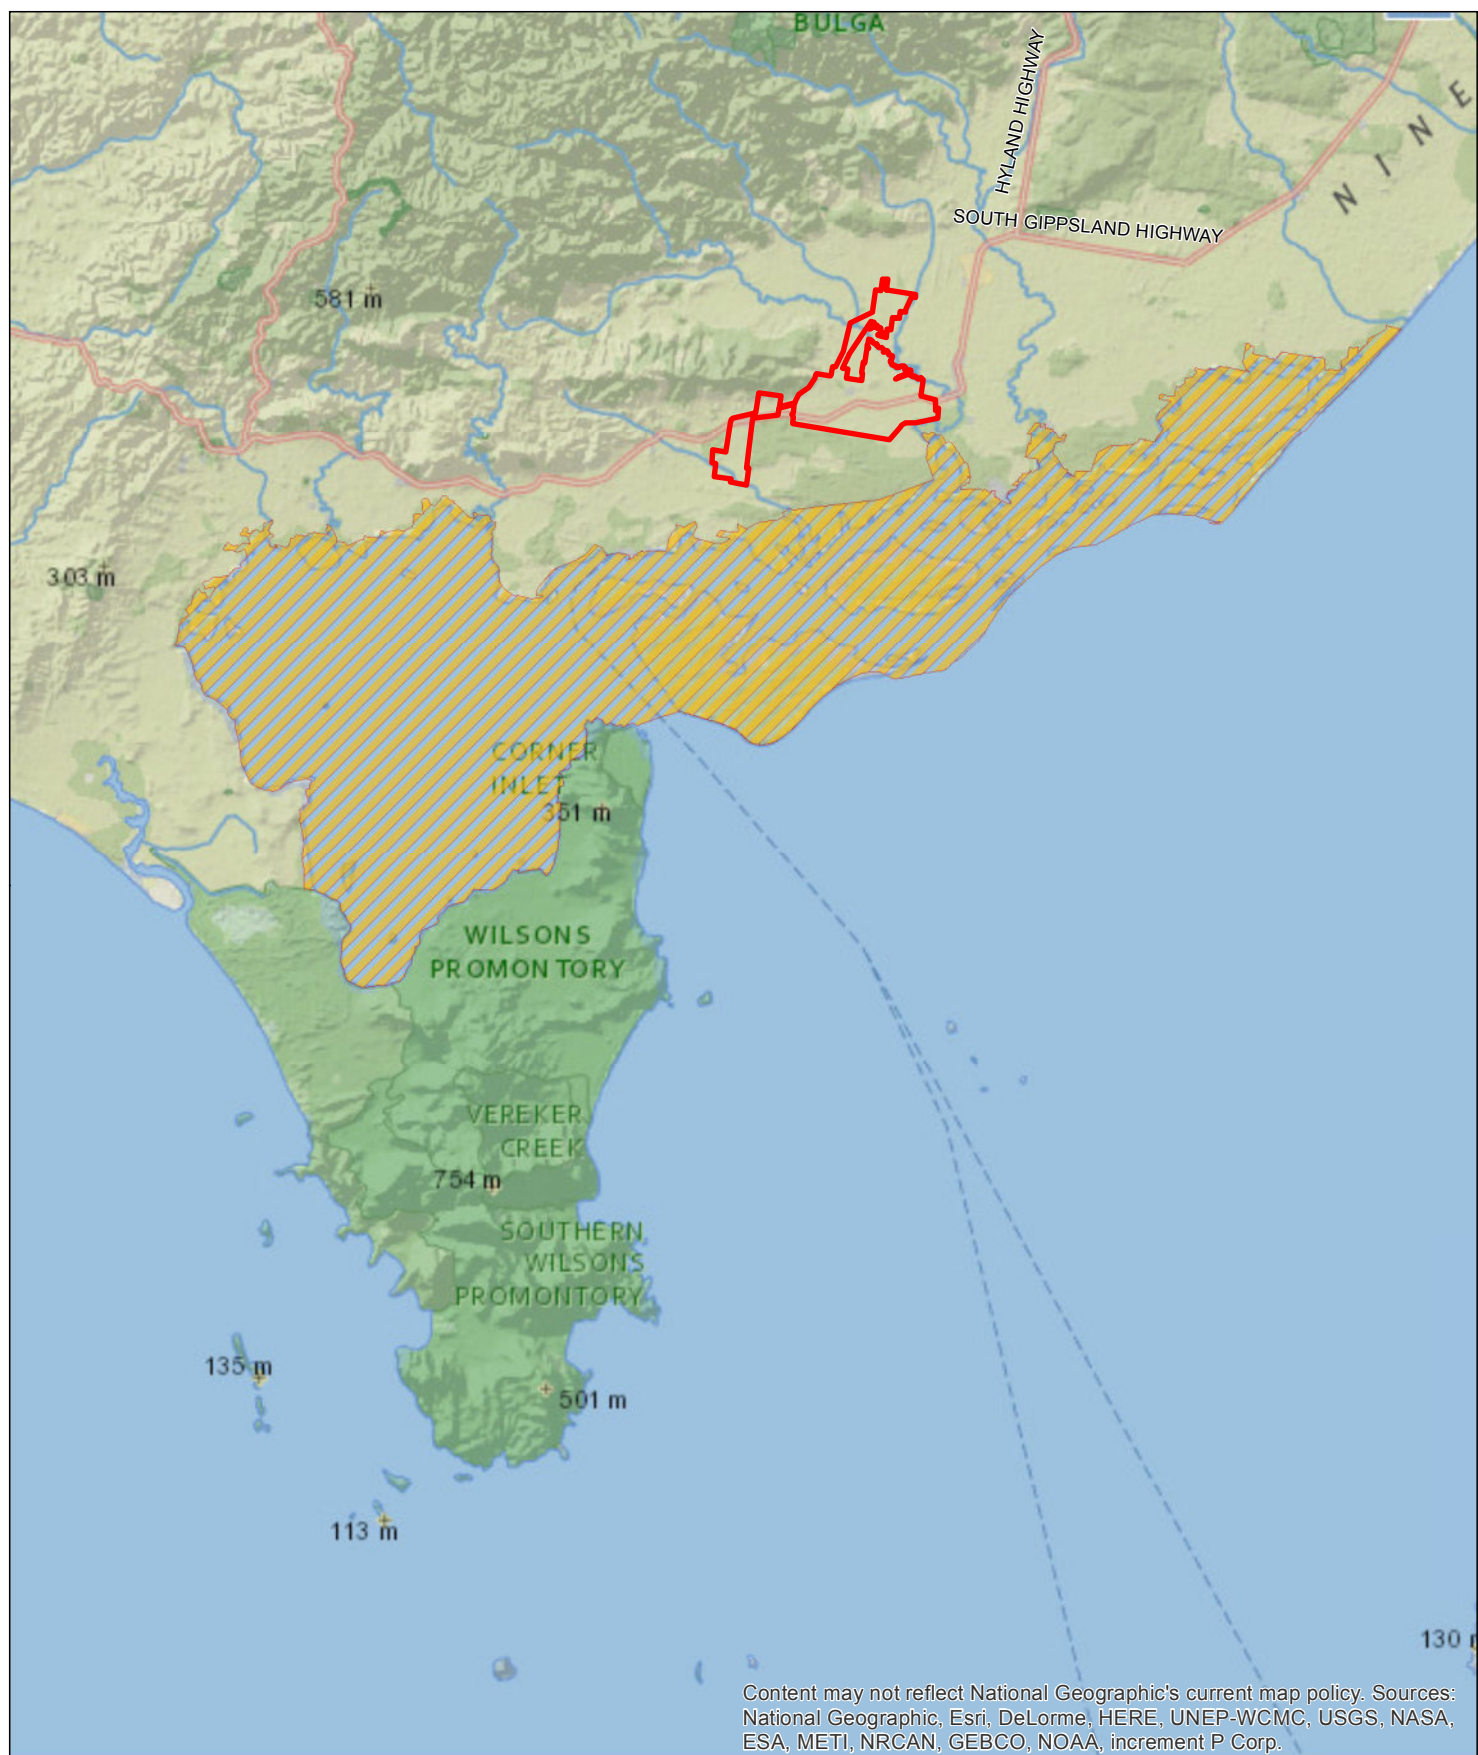 BULGA
HYLAND HIGHWAY
SOUTH GIPPSLAND HIGHWAY
N I N E
581 m
303 m
CORNER
INLET
351 m
WILSONS
PROMONTORY
VEREKER
CREEK
754 m
SOUTHERN
WILSONS
PROMONTORY
135 m
501 m
113 m
130
Content may not reflect National Geographic's current map policy. Sources:
National Geographic, Esri, DeLorme, HERE, UNEP-WCMC, USGS, NASA,
ESA, METI, NRCAN, GEBCO, NOAA, increment P Corp.